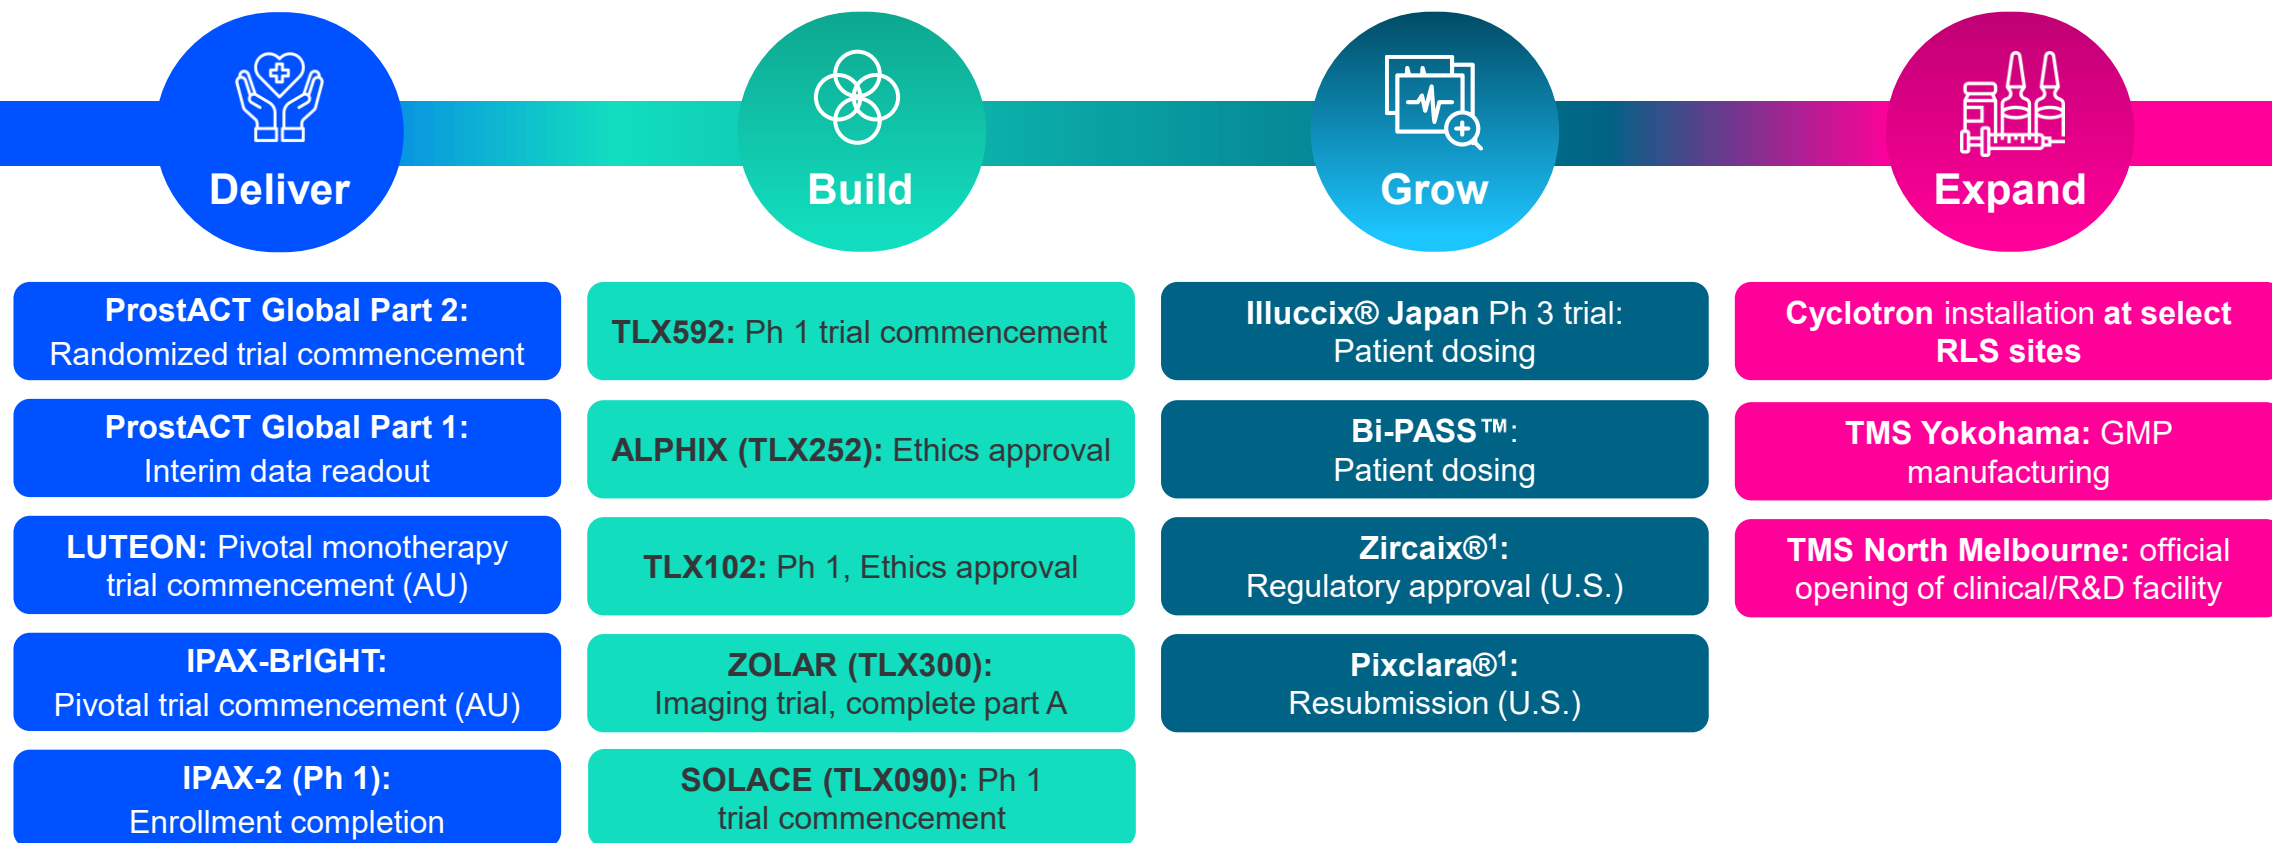 Deliver
Build
Grow
Expand
ProstACT Global Part 2:
Randomized trial commencement
ProstACT Global Part 1:
Interim data readout
LUTEON: Pivotal monotherapy
trial commencement (AU)
IPAX-BrIGHT:
Pivotal trial commencement (AU)
IPAX-2 (Ph 1):
Enrollment completion
TLX592: Ph 1 trial commencement
ALPHIX (TLX252): Ethics approval
TLX102: Ph 1, Ethics approval
ZOLAR (TLX300):
Imaging trial, complete part A
SOLACE (TLX090): Ph 1
trial commencement
Illuccix® Japan Ph 3 trial:
Patient dosing
Bi-PASS™:
Patient dosing
Zircaix®¹:
Regulatory approval (U.S.)
Pixclara®¹:
Resubmission (U.S.)
Cyclotron installation at select
RLS sites
TMS Yokohama: GMP
manufacturing
TMS North Melbourne: official
opening of clinical/R&D facility